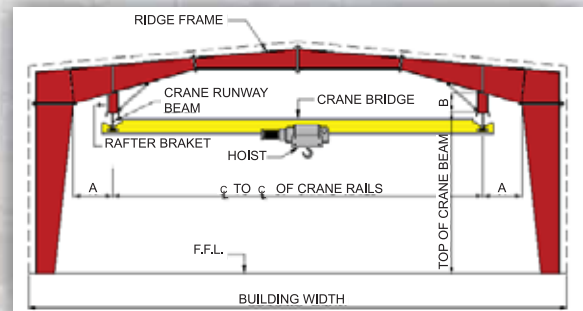 RIDGE FRAME
CRANE RUNWAY
BEAM
CRANE BRIDGE
B
RAFTER BRAKET
HOIST
A
℄ TO ℄ OF CRANE RAILS
A
TOP OF CRANE BEAM
F.F.L.
BUILDING WIDTH